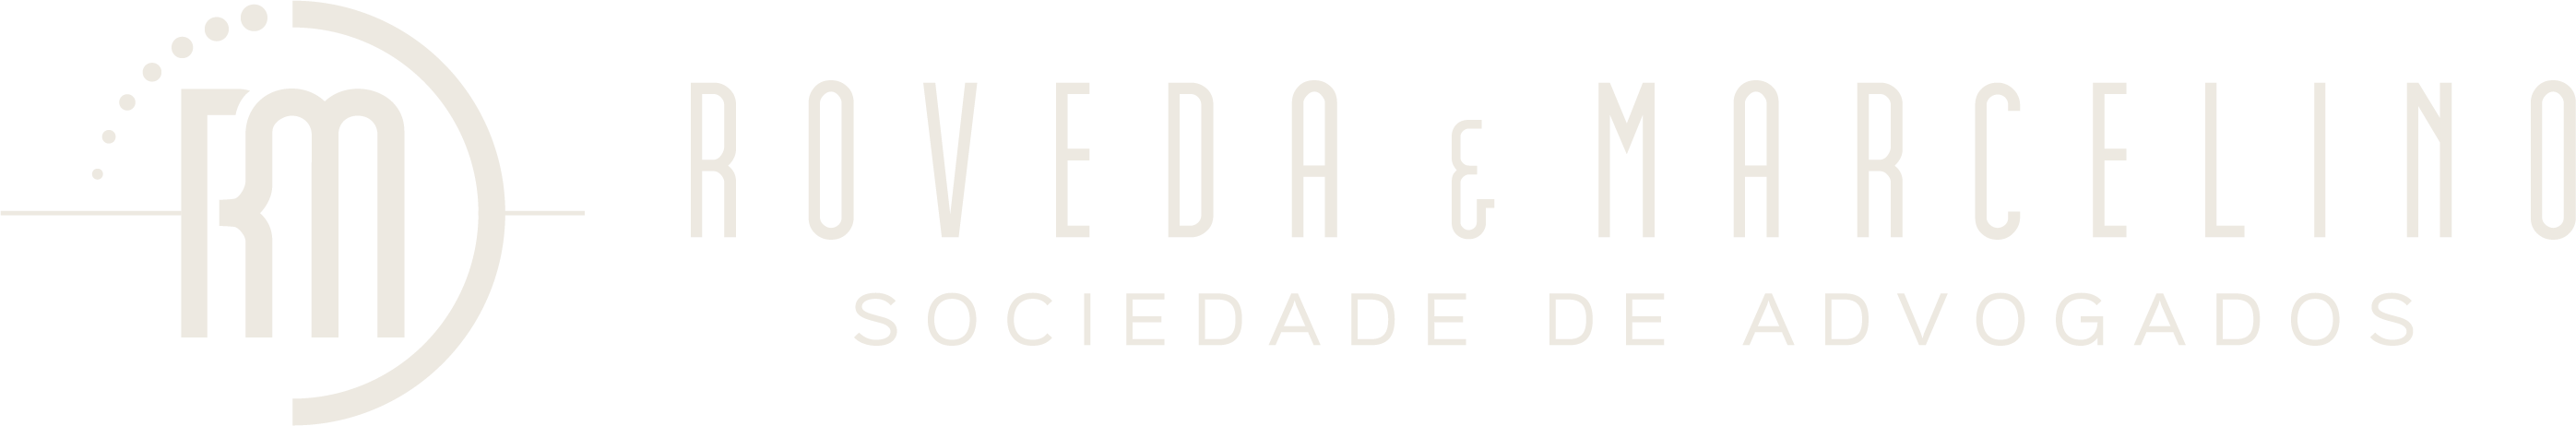 RM
ROVEDA & MARCELINO
SOCIEDADE DE ADVOGADOS